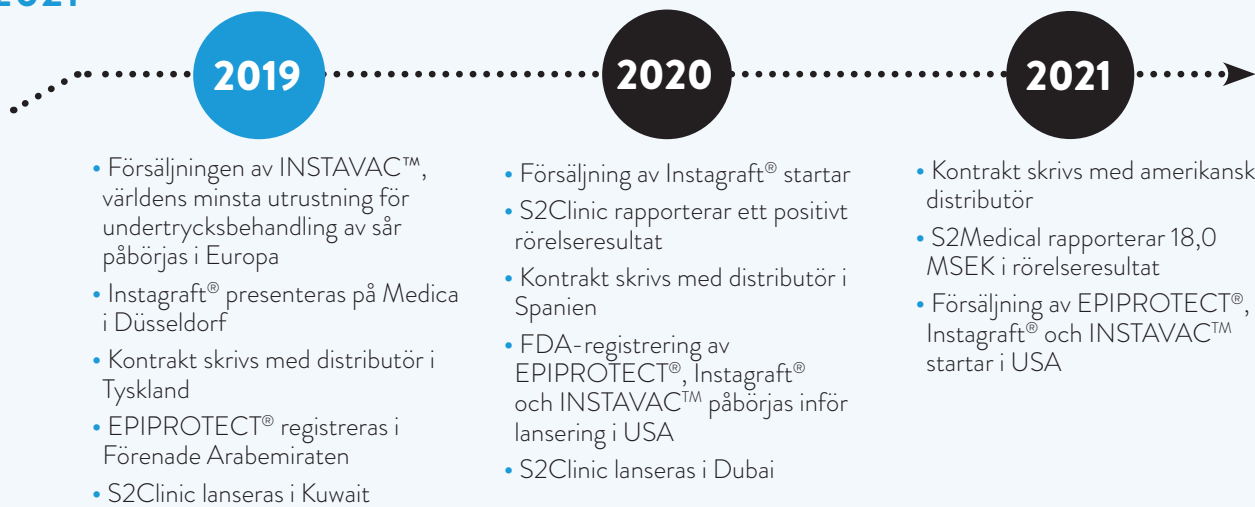 2019
2020
2021
• Försäljningen av INSTAVAC™,
världens minsta utrustning för
undertrycksbehandling av sår
påbörjas i Europa
• Instagraft® presenteras på Medica
i Düsseldorf
• Kontrakt skrivs med distributör i
Tyskland
• EPIPROTECT® registreras i
Förenade Arabemiraten
• S2Clinic lanseras i Kuwait
• Försäljning av Instagraft® startar
• S2Clinic rapporterar ett positivt
rörelseresultat
• Kontrakt skrivs med distributör i
Spanien
• FDA-registrering av
EPIPROTECT®, Instagraft®
och INSTAVAC™ påbörjas inför
lansering i USA
• S2Clinic lanseras i Dubai
• Kontrakt skrivs med amerikansk
distributör
• S2Medical rapporterar 18,0
MSEK i rörelseresultat
• Försäljning av EPIPROTECT®,
Instagraft® och INSTAVAC™
startar i USA